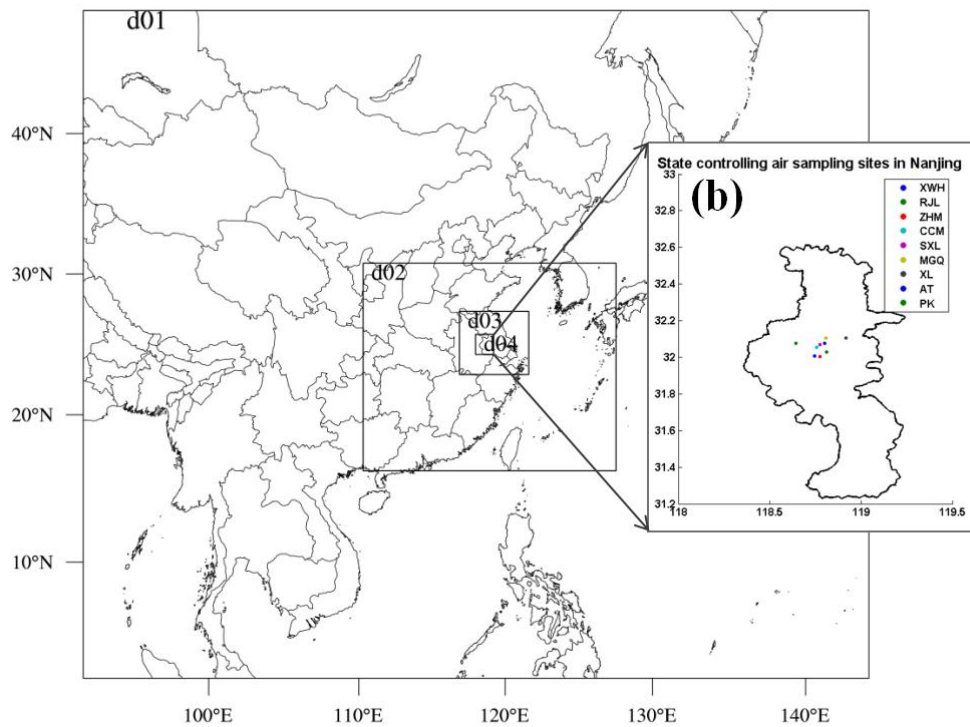 d01
40°N
30°N
20°N
10°N
100°E
110°E
120°E
130°E
140°E
d02
d03
d04
State controlling air sampling sites in Nanjing
(b)
33
32.8
32.6
32.4
32.2
32
31.8
31.6
31.4
31.2
118
118.5
119
119.5
XWH
RJL
ZHM
CCM
SXL
MGQ
XL
AT
PK